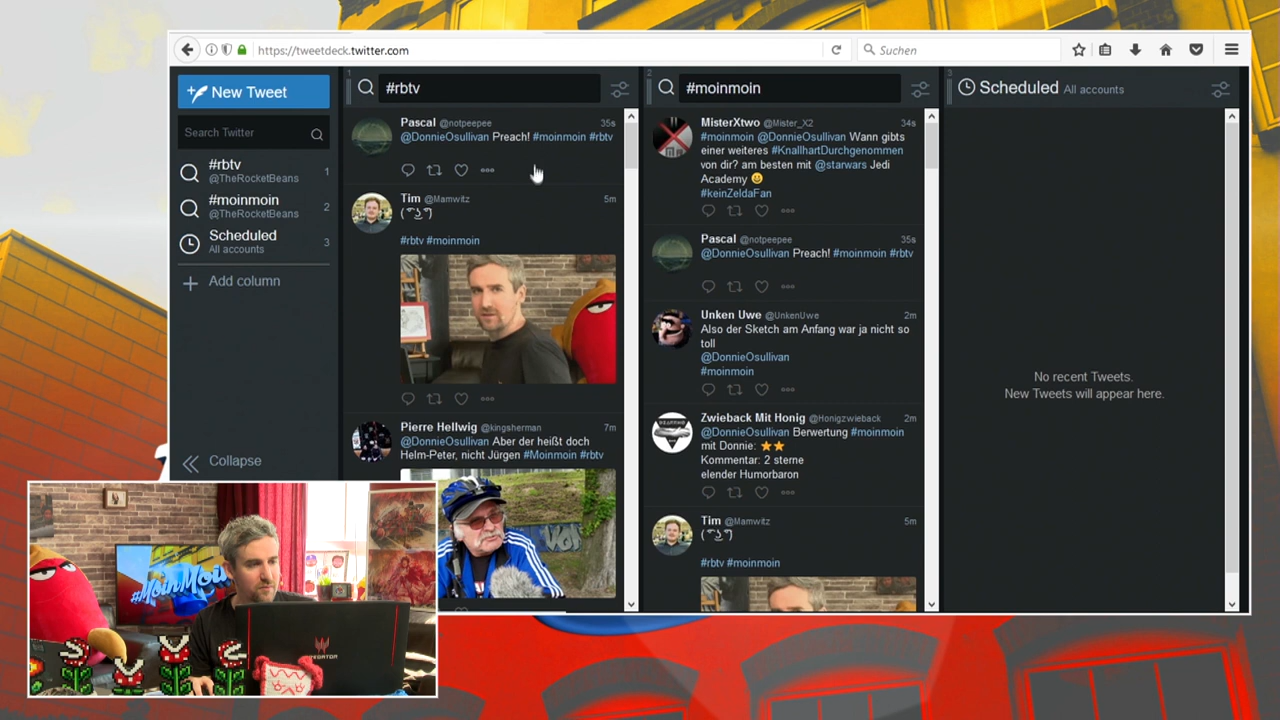 https://tweetdeck.twitter.com
Suchen
New Tweet
Search Twitter
#rbtv
@TheRocketBeans
1
#moinmoin
@TheRocketBeans
2
Scheduled
All accounts
3
Add column
Collapse
1
#rbtv
Pascal @notpeepee 35s
@DonnieOsullivan Preach! #moinmoin #rbtv
Tim @Mamwitz 5m
( ͡° ͜ʖ ͡°)
#rbtv #moinmoin
Pierre Hellwig @kingsherman 7m
@DonnieOsullivan Aber der heißt doch
Helm-Peter, nicht Jürgen #Moinmoin #rbtv
2
#moinmoin
MisterXtwo @Mister_X2 34s
#moinmoin @DonnieOsullivan Wann gibts
einer weiteres #KnallhartDurchgenommen
von dir? am besten mit @starwars Jedi
Academy 😀
#keinZeldaFan
Pascal @notpeepee 35s
@DonnieOsullivan Preach! #moinmoin #rbtv
Unken Uwe @UnkenUwe 2m
Also der Sketch am Anfang war ja nicht so
toll
@DonnieOsullivan
#moinmoin
Zwieback Mit Honig @Honigzwieback 2m
@DonnieOsullivan Berwertung #moinmoin
mit Donnie: ⭐⭐
Kommentar: 2 sterne
elender Humorbaron
Tim @Mamwitz 5m
( ͡° ͜ʖ ͡°)
#rbtv #moinmoin
3
Scheduled All accounts
No recent Tweets.
New Tweets will appear here.
#MoinMoin
PREDATOR